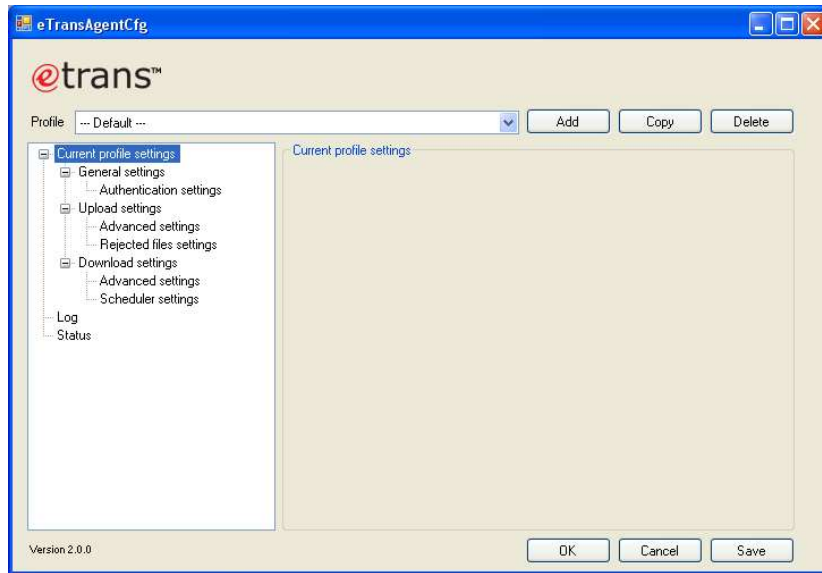 eTransAgentCfg
etrans™
Profile --- Default --- Add Copy Delete
Current profile settings
General settings
Authentication settings
Upload settings
Advanced settings
Rejected files settings
Download settings
Advanced settings
Scheduler settings
Log
Status
Current profile settings
Version 2.0.0 OK Cancel Save